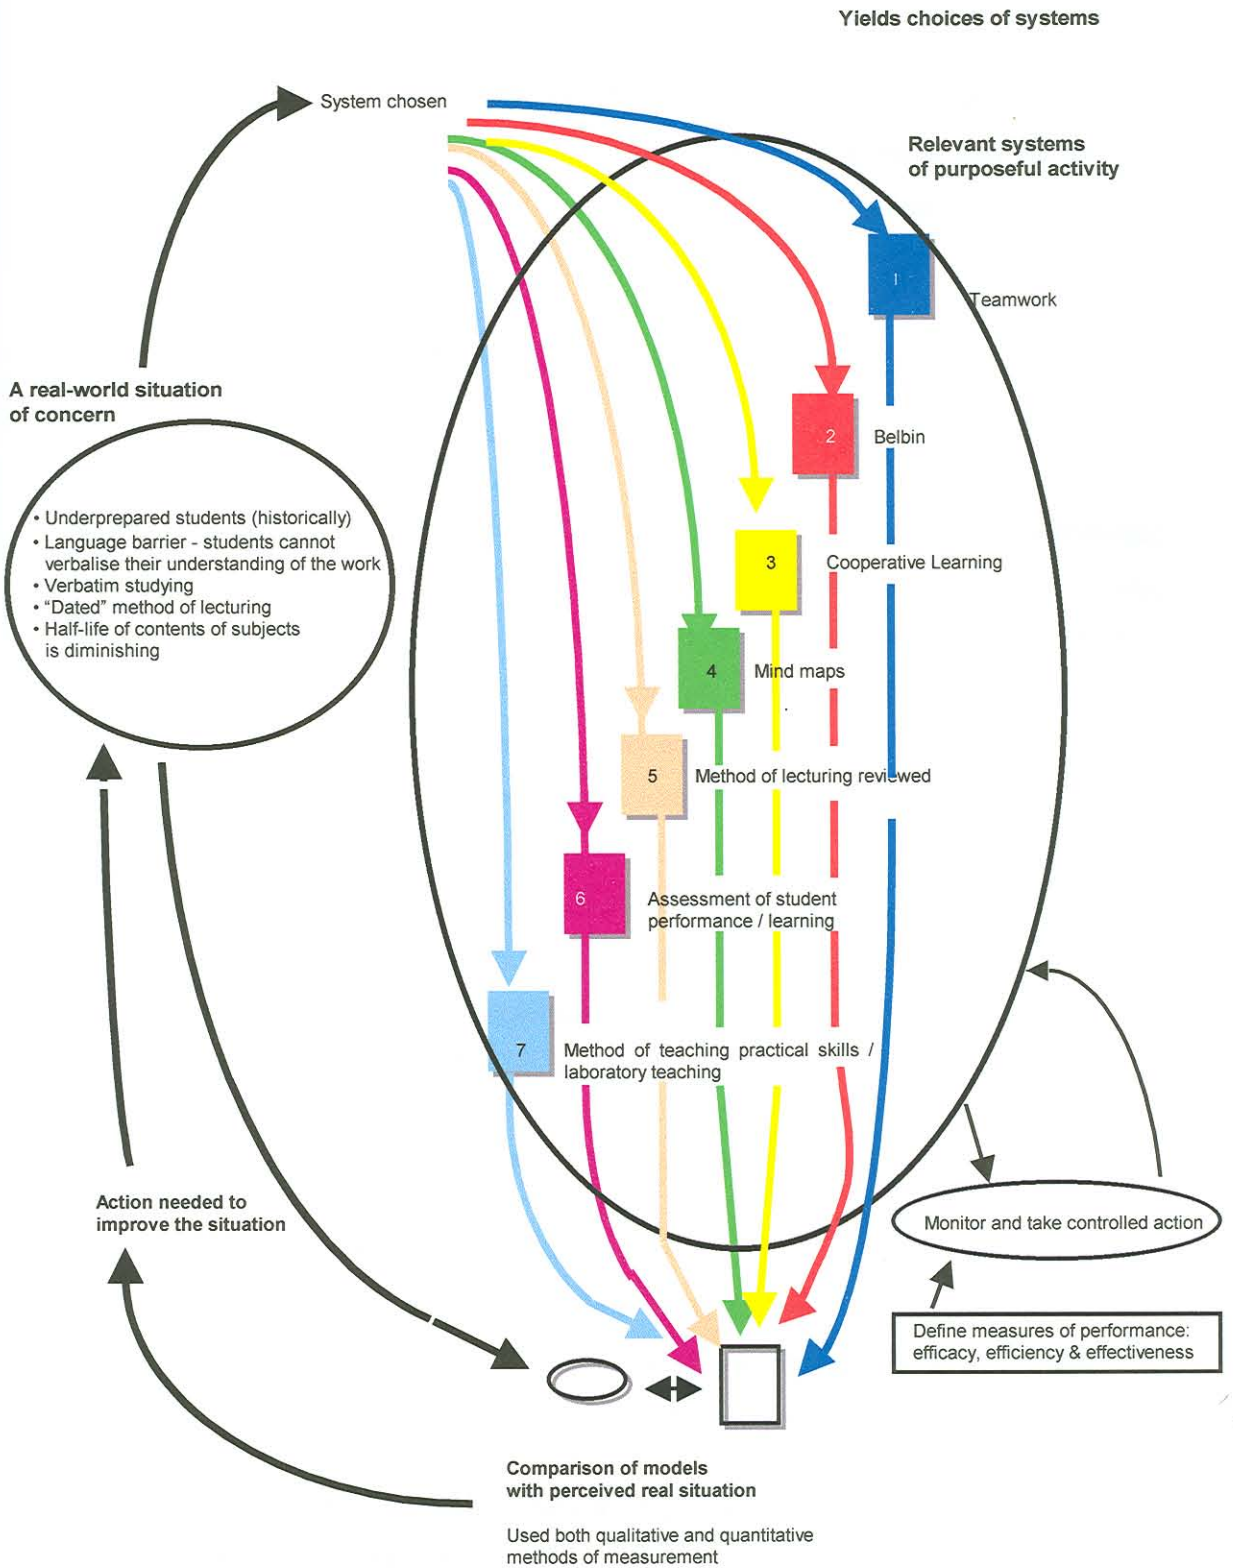 Yields choices of systems
System chosen
Relevant systems
of purposeful activity
1
Teamwork
A real-world situation
of concern
2
Belbin
• Underprepared students (historically)
• Language barrier - students cannot
verbalise their understanding of the work
• Verbatim studying
• “Dated” method of lecturing
• Half-life of contents of subjects
is diminishing
3
Cooperative Learning
4
Mind maps
5
Method of lecturing reviewed
6
Assessment of student
performance / learning
7
Method of teaching practical skills /
laboratory teaching
Action needed to
improve the situation
Monitor and take controlled action
Define measures of performance:
efficacy, efficiency & effectiveness
Comparison of models
with perceived real situation
Used both qualitative and quantitative
methods of measurement